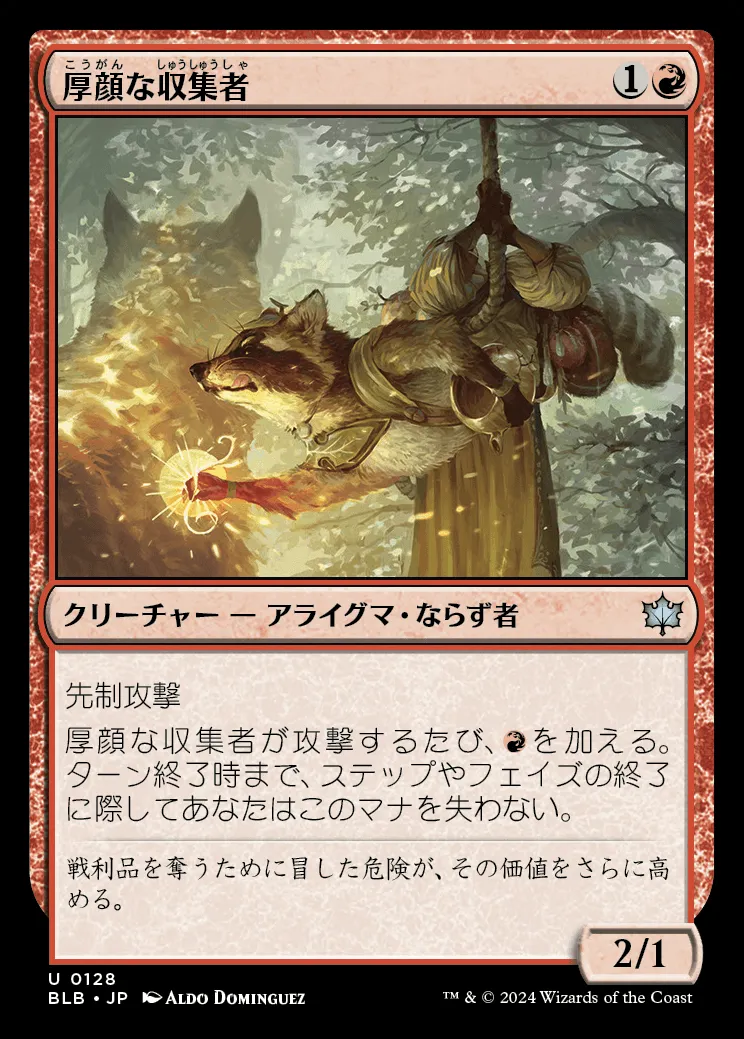 こうがん しゅうしゅうしゃ
厚顔な収集者 1
クリーチャー — アライグマ・ならず者
先制攻撃
厚顔な収集者が攻撃するたび、を加える。
ターン終了時まで、ステップやフェイズの終了
に際してあなたはこのマナを失わない。
戦利品を奪うために冒した危険が、その価値をさらに高
める。
2/1
U 0128
BLB • JP ALDO DOMINGUEZ
™ & © 2024 Wizards of the Coast